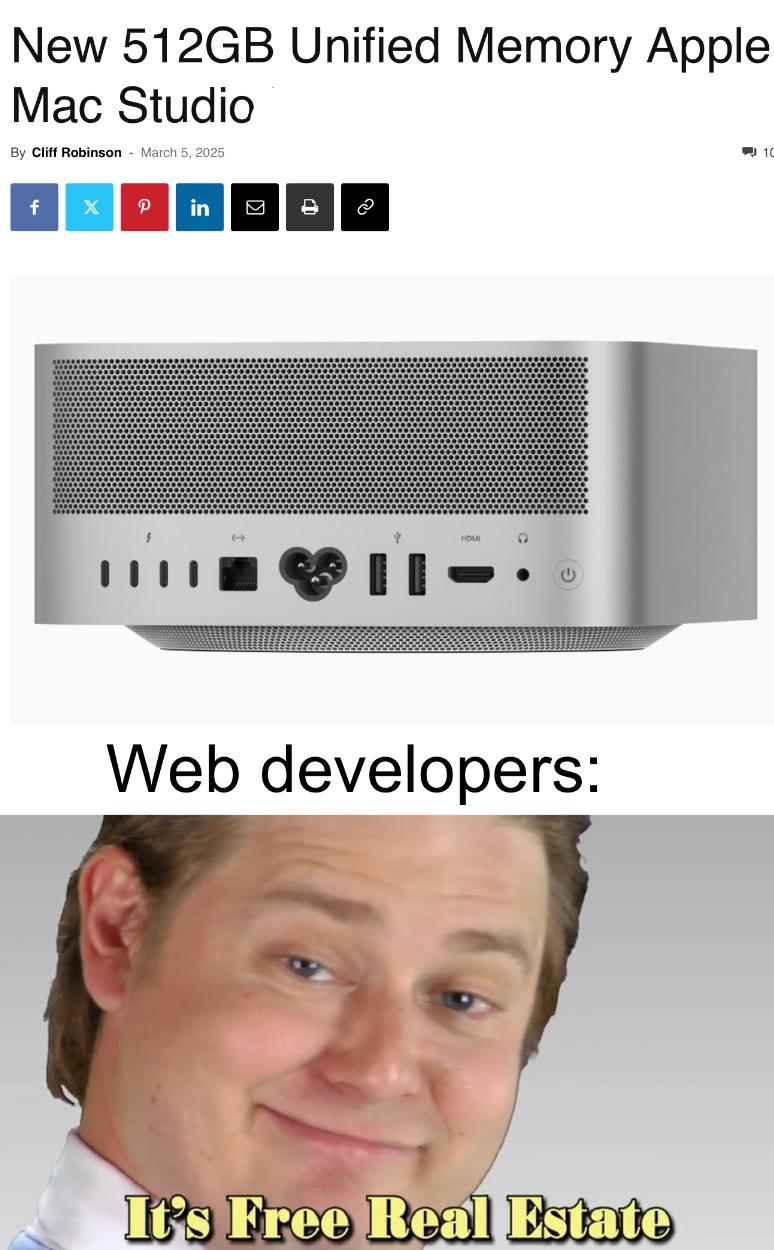 New 512GB Unified Memory Apple
Mac Studio
By Cliff Robinson - March 5, 2025 10
f X in
HDMI
Web developers:
It's Free Real Estate